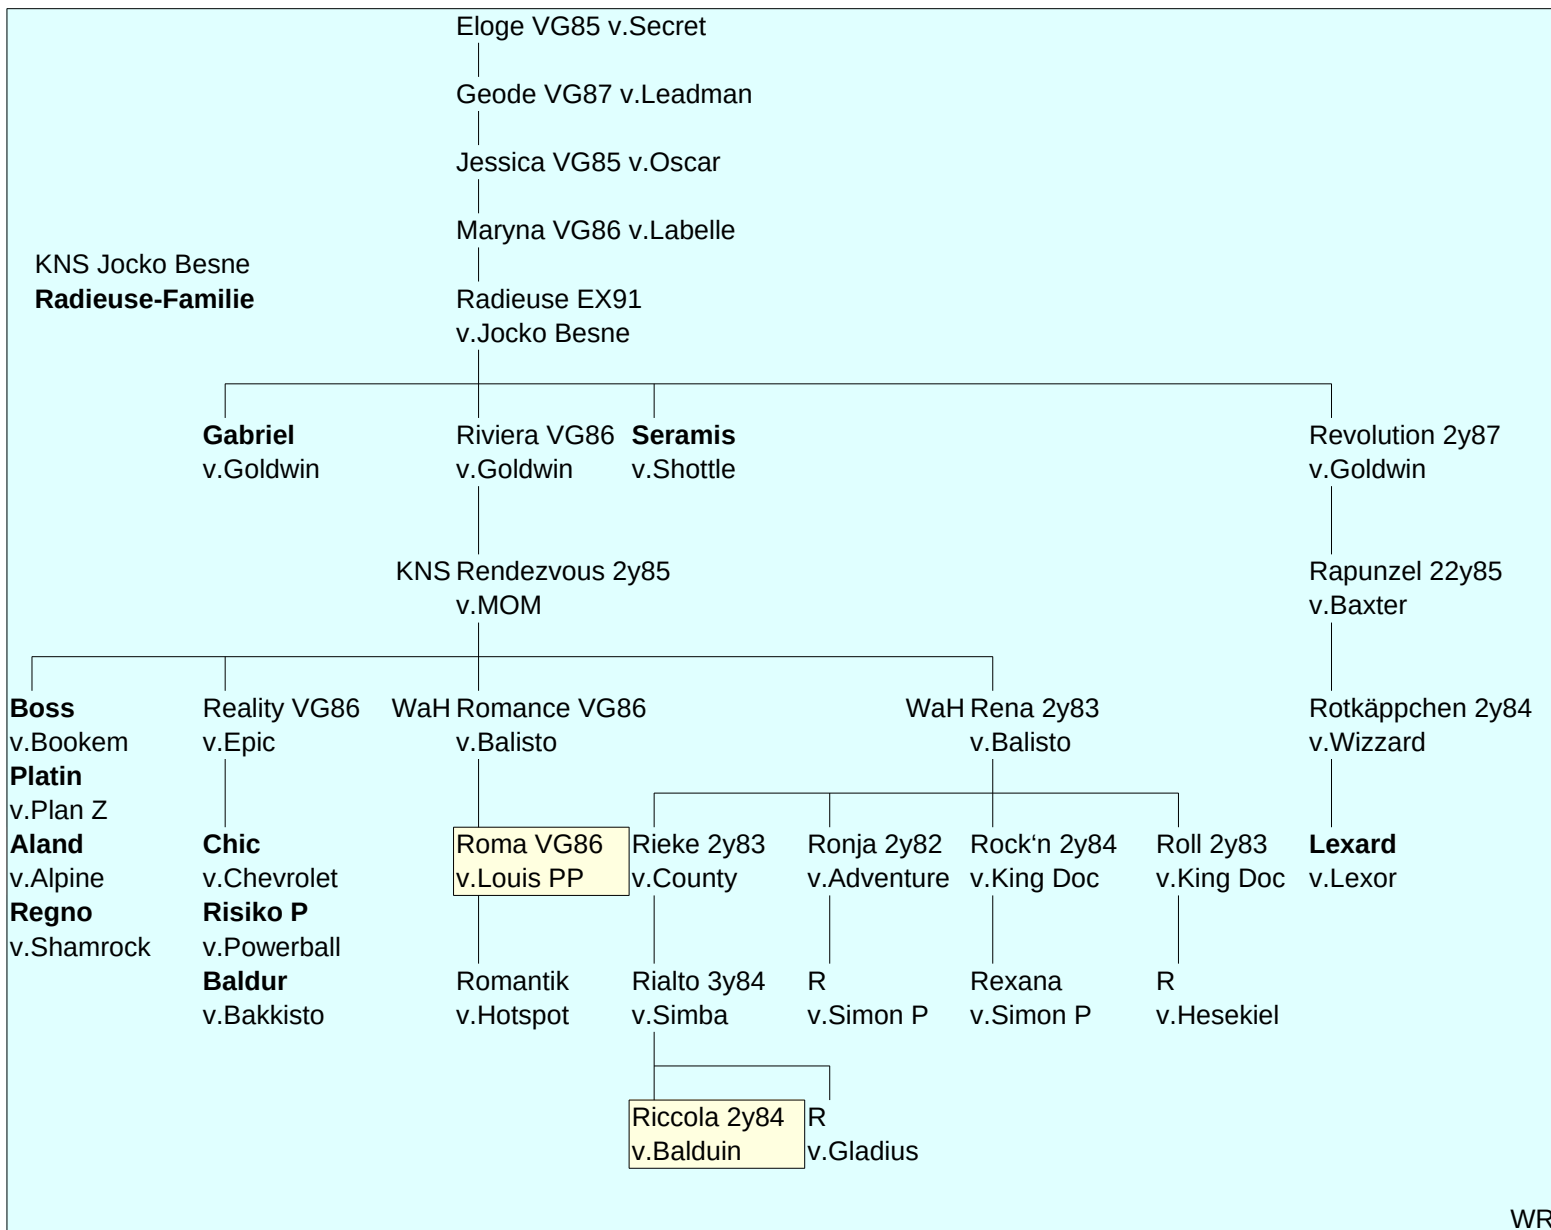 Eloge VG85 v.Secret
Geode VG87 v.Leadman
Jessica VG85 v.Oscar
Maryna VG86 v.Labelle
KNS Jocko Besne
Radieuse-Familie
Radieuse EX91
v.Jocko Besne
Gabriel
v.Goldwin
Riviera VG86
v.Goldwin
Seramis
v.Shottle
Revolution 2y87
v.Goldwin
KNS Rendezvous 2y85
v.MOM
Rapunzel 22y85
v.Baxter
Boss
v.Bookem
Platin
v.Plan Z
Aland
v.Alpine
Regno
v.Shamrock
Reality VG86
v.Epic
Chic
v.Chevrolet
Risiko P
v.Powerball
Baldur
v.Bakkisto
WaH Romance VG86
v.Balisto
Roma VG86
v.Louis PP
Romantik
v.Hotspot
WaH Rena 2y83
v.Balisto
Rieke 2y83
v.County
Rialto 3y84
v.Simba
Riccola 2y84
v.Balduin
R
v.Gladius
Ronja 2y82
v.Adventure
R
v.Simon P
Rock‘n 2y84
v.King Doc
Rexana
v.Simon P
Roll 2y83
v.King Doc
R
v.Hesekiel
Rotkäppchen 2y84
v.Wizzard
Lexard
v.Lexor
WR